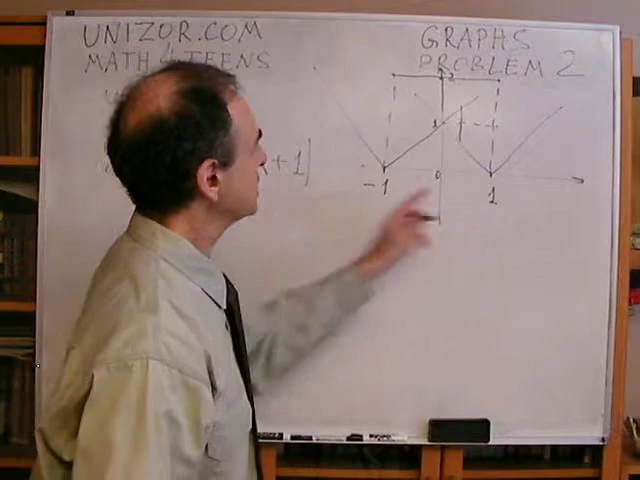 UNIZOR.COM
MATH 4 TEENS
GRAPHS
PROBLEM 2
+1|
2
1
0
-1
1